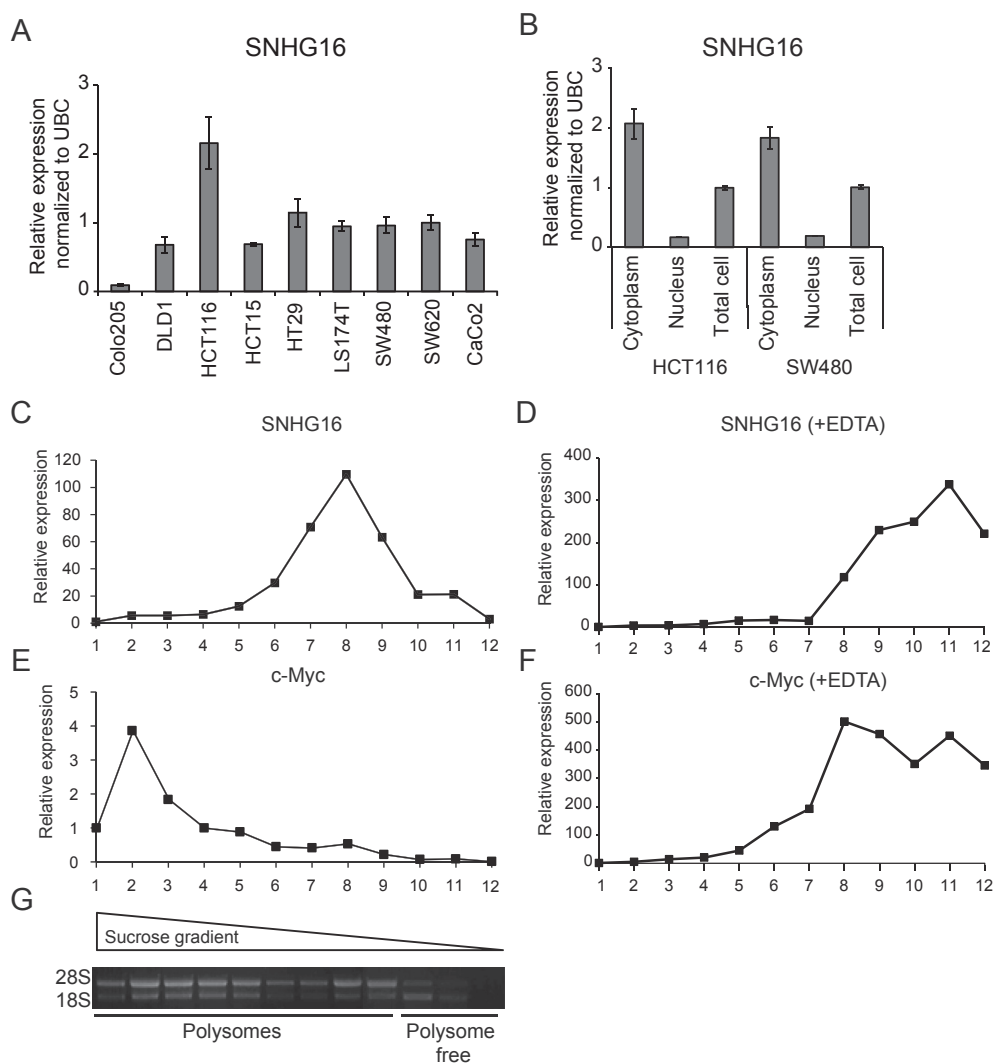 A
SNHG16
Relative expression
normalized to UBC
3
2
1
0
Colo205
DLD1
HCT116
HCT15
HT29
LS174T
SW480
SW620
CaCo2
B
SNHG16
Relative expression
normalized to UBC
3
2
1
0
Cytoplasm
Nucleus
Total cell
Cytoplasm
Nucleus
Total cell
HCT116 SW480
C
SNHG16
Relative expression
120
100
80
60
40
20
0
1 2 3 4 5 6 7 8 9 10 11 12
D
SNHG16 (+EDTA)
Relative expression
400
300
200
100
0
1 2 3 4 5 6 7 8 9 10 11 12
E
c-Myc
Relative expression
5
4
3
2
1
0
1 2 3 4 5 6 7 8 9 10 11 12
F
c-Myc (+EDTA)
Relative expression
600
500
400
300
200
100
0
1 2 3 4 5 6 7 8 9 10 11 12
G
Sucrose gradient
28S
18S
Polysomes
Polysome
free